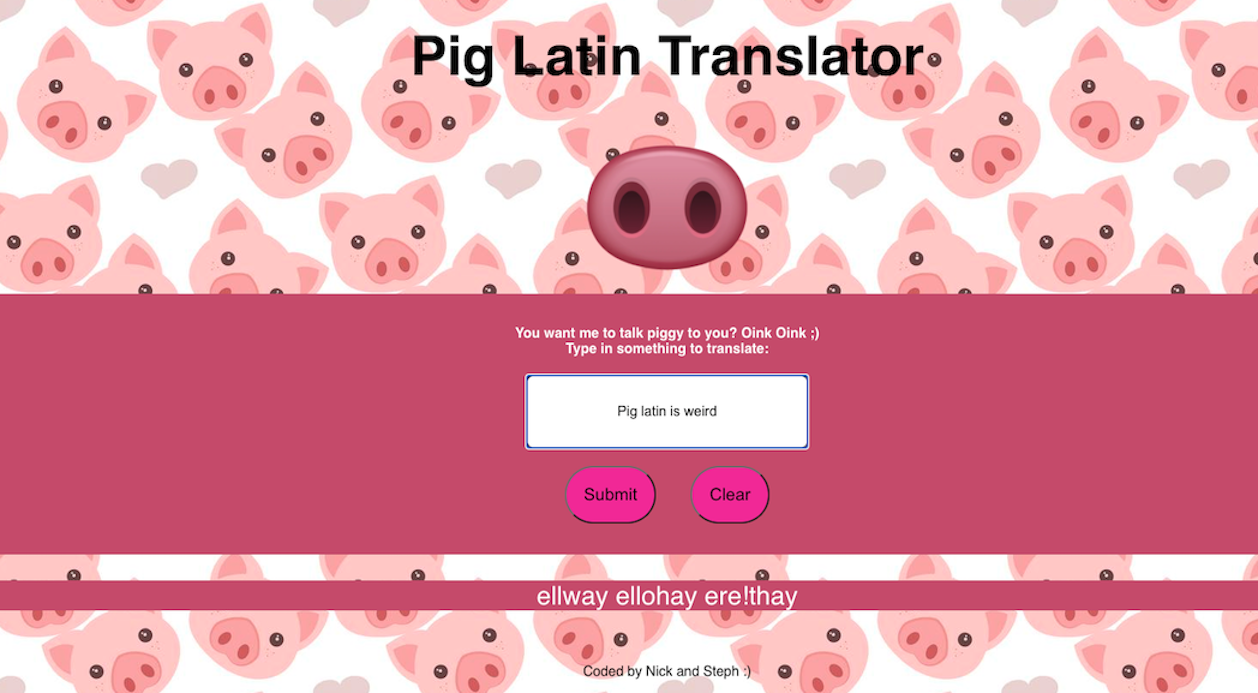 Pig Latin Translator
You want me to talk piggy to you? Oink Oink ;)
Type in something to translate:
Pig latin is weird
Submit Clear
ellway ellohay ere!thay
Coded by Nick and Steph :)